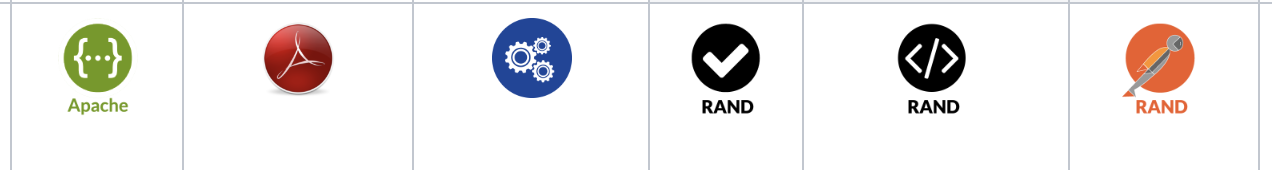 {···}
Apache
</>
RAND
RAND
RAND